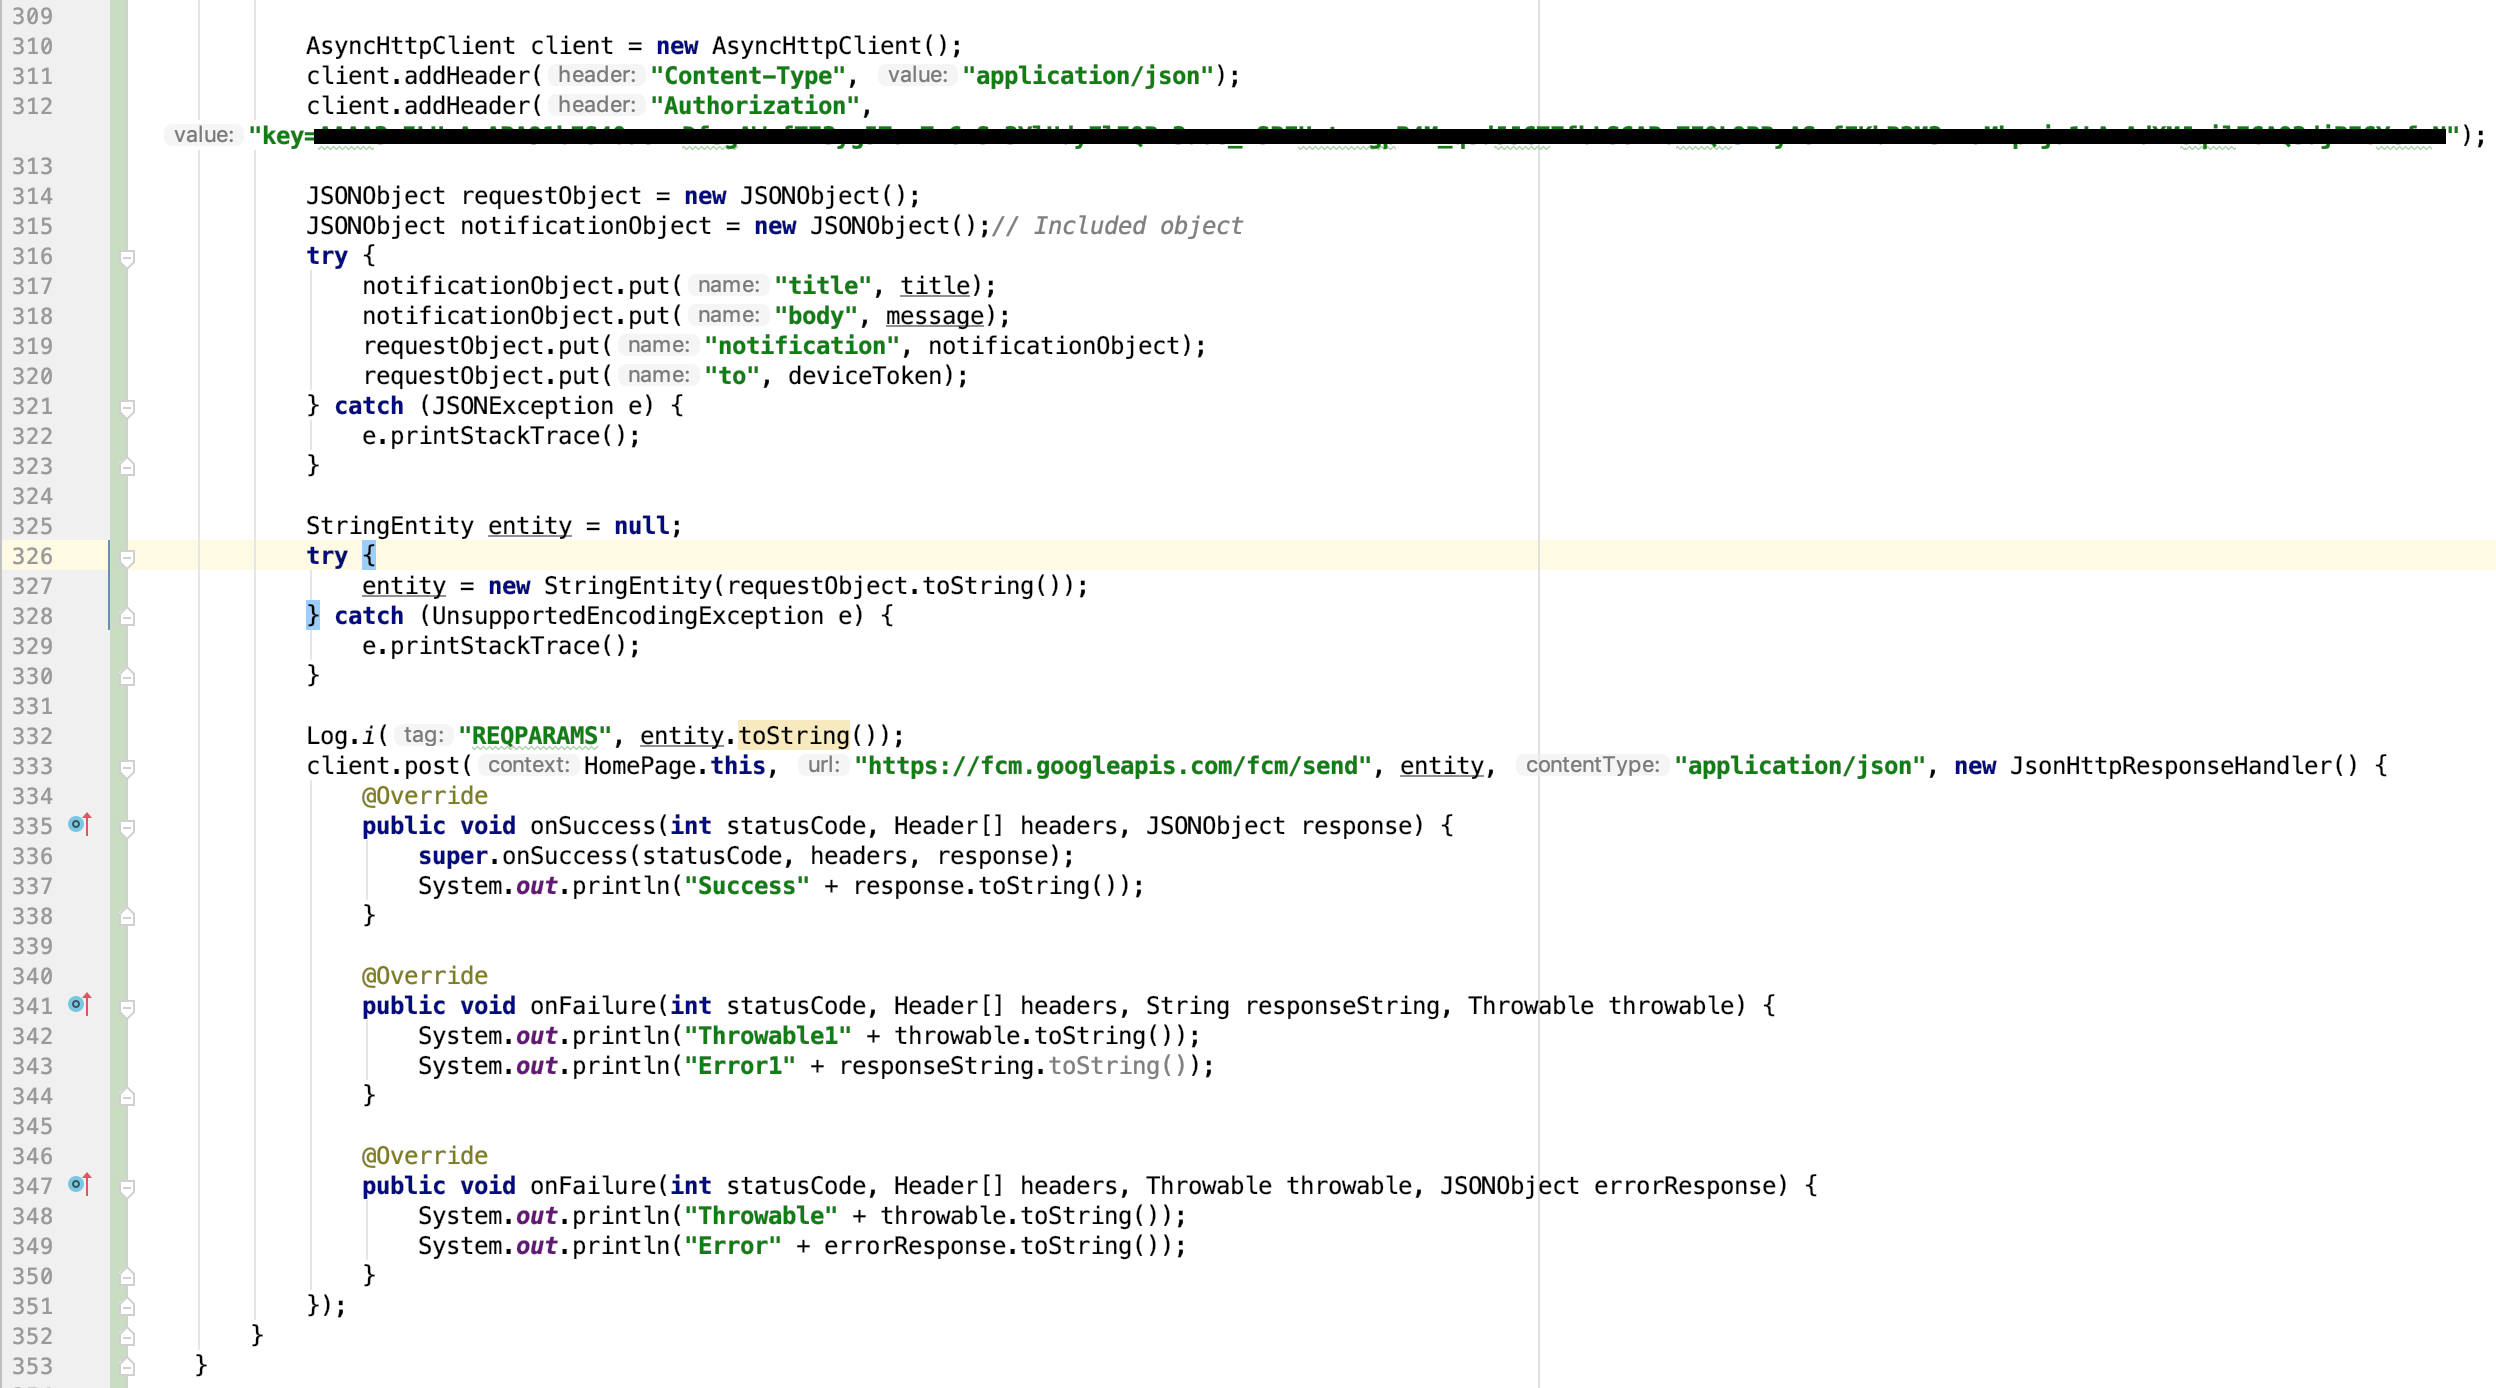 309
310 AsyncHttpClient client = new AsyncHttpClient();
311 client.addHeader( header: "Content-Type", value: "application/json");
312 client.addHeader( header: "Authorization",
value: "key= ");
313
314 JSONObject requestObject = new JSONObject();
315 JSONObject notificationObject = new JSONObject();// Included object
316 try {
317 notificationObject.put( name: "title", title);
318 notificationObject.put( name: "body", message);
319 requestObject.put( name: "notification", notificationObject);
320 requestObject.put( name: "to", deviceToken);
321 } catch (JSONException e) {
322 e.printStackTrace();
323 }
324
325 StringEntity entity = null;
326 try {
327 entity = new StringEntity(requestObject.toString());
328 } catch (UnsupportedEncodingException e) {
329 e.printStackTrace();
330 }
331
332 Log.i( tag: "REQPARAMS", entity.toString());
333 client.post( context: HomePage.this, url: "https://fcm.googleapis.com/fcm/send", entity, contentType: "application/json", new JsonHttpResponseHandler() {
334 @Override
335 public void onSuccess(int statusCode, Header[] headers, JSONObject response) {
336 super.onSuccess(statusCode, headers, response);
337 System.out.println("Success" + response.toString());
338 }
339
340 @Override
341 public void onFailure(int statusCode, Header[] headers, String responseString, Throwable throwable) {
342 System.out.println("Throwable1" + throwable.toString());
343 System.out.println("Error1" + responseString.toString());
344 }
345
346 @Override
347 public void onFailure(int statusCode, Header[] headers, Throwable throwable, JSONObject errorResponse) {
348 System.out.println("Throwable" + throwable.toString());
349 System.out.println("Error" + errorResponse.toString());
350 }
351 });
352 }
353 }